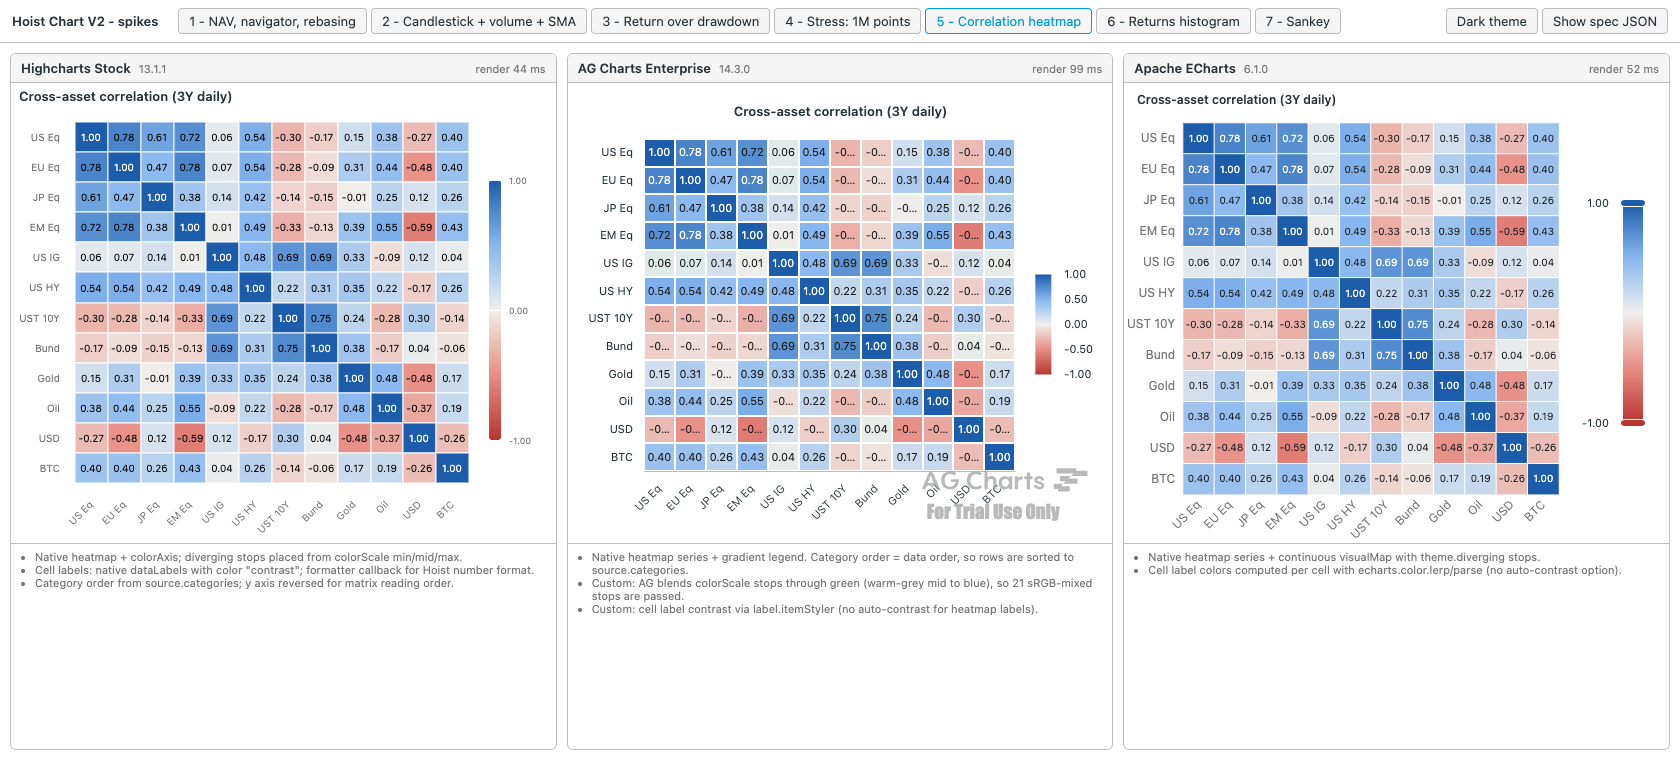 Hoist Chart V2 - spikes
1 - NAV, navigator, rebasing
2 - Candlestick + volume + SMA
3 - Return over drawdown
4 - Stress: 1M points
5 - Correlation heatmap
6 - Returns histogram
7 - Sankey
Dark theme
Show spec JSON
Highcharts Stock 13.1.1
render 44 ms
Cross-asset correlation (3Y daily)
US Eq 1.00 0.78 0.61 0.72 0.06 0.54 -0.30 -0.17 0.15 0.38 -0.27 0.40
EU Eq 0.78 1.00 0.47 0.78 0.07 0.54 -0.28 -0.09 0.31 0.44 -0.48 0.40
JP Eq 0.61 0.47 1.00 0.38 0.14 0.42 -0.14 -0.15 -0.01 0.25 0.12 0.26
EM Eq 0.72 0.78 0.38 1.00 0.01 0.49 -0.33 -0.13 0.39 0.55 -0.59 0.43
US IG 0.06 0.07 0.14 0.01 1.00 0.48 0.69 0.69 0.33 -0.09 0.12 0.04
US HY 0.54 0.54 0.42 0.49 0.48 1.00 0.22 0.31 0.35 0.22 -0.17 0.26
UST 10Y -0.30 -0.28 -0.14 -0.33 0.69 0.22 1.00 0.75 0.24 -0.28 0.30 -0.14
Bund -0.17 -0.09 -0.15 -0.13 0.69 0.31 0.75 1.00 0.38 -0.17 0.04 -0.06
Gold 0.15 0.31 -0.01 0.39 0.33 0.35 0.24 0.38 1.00 0.48 -0.48 0.17
Oil 0.38 0.44 0.25 0.55 -0.09 0.22 -0.28 -0.17 0.48 1.00 -0.37 0.19
USD -0.27 -0.48 0.12 -0.59 0.12 -0.17 0.30 0.04 -0.48 -0.37 1.00 -0.26
BTC 0.40 0.40 0.26 0.43 0.04 0.26 -0.14 -0.06 0.17 0.19 -0.26 1.00
US Eq EU Eq JP Eq EM Eq US IG US HY UST 10Y Bund Gold Oil USD BTC
1.00
0.00
-1.00
• Native heatmap + colorAxis; diverging stops placed from colorScale min/mid/max.
• Cell labels: native dataLabels with color "contrast"; formatter callback for Hoist number format.
• Category order from source.categories; y axis reversed for matrix reading order.
AG Charts Enterprise 14.3.0
render 99 ms
Cross-asset correlation (3Y daily)
US Eq 1.00 0.78 0.61 0.72 0.06 0.54 -0... -0... 0.15 0.38 -0... 0.40
EU Eq 0.78 1.00 0.47 0.78 0.07 0.54 -0... -0... 0.31 0.44 -0... 0.40
JP Eq 0.61 0.47 1.00 0.38 0.14 0.42 -0... -0... -0... 0.25 0.12 0.26
EM Eq 0.72 0.78 0.38 1.00 0.01 0.49 -0... -0... 0.39 0.55 -0... 0.43
US IG 0.06 0.07 0.14 0.01 1.00 0.48 0.69 0.69 0.33 -0... 0.12 0.04
US HY 0.54 0.54 0.42 0.49 0.48 1.00 0.22 0.31 0.35 0.22 -0... 0.26
UST 10Y -0... -0... -0... -0... 0.69 0.22 1.00 0.75 0.24 -0... 0.30 -0...
Bund -0... -0... -0... -0... 0.69 0.31 0.75 1.00 0.38 -0... 0.04 -0...
Gold 0.15 0.31 -0... 0.39 0.33 0.35 0.24 0.38 1.00 0.48 -0... 0.17
Oil 0.38 0.44 0.25 0.55 -0... 0.22 -0... -0... 0.48 1.00 -0... 0.19
USD -0... -0... 0.12 -0... 0.12 -0... 0.30 0.04 -0... -0... 1.00 -0...
BTC 0.40 0.40 0.26 0.43 0.04 0.26 -0... -0... 0.17 0.19 -0... 1.00
US Eq EU Eq JP Eq EM Eq US IG US HY UST 10Y Bund Gold Oil USD BTC
1.00
0.50
0.00
-0.50
-1.00
AG Charts
For Trial Use Only
• Native heatmap series + gradient legend. Category order = data order, so rows are sorted to
source.categories.
• Custom: AG blends colorScale stops through green (warm-grey mid to blue), so 21 sRGB-mixed
stops are passed.
• Custom: cell label contrast via label.itemStyler (no auto-contrast for heatmap labels).
Apache ECharts 6.1.0
render 52 ms
Cross-asset correlation (3Y daily)
US Eq 1.00 0.78 0.61 0.72 0.06 0.54 -0.30 -0.17 0.15 0.38 -0.27 0.40
EU Eq 0.78 1.00 0.47 0.78 0.07 0.54 -0.28 -0.09 0.31 0.44 -0.48 0.40
JP Eq 0.61 0.47 1.00 0.38 0.14 0.42 -0.14 -0.15 -0.01 0.25 0.12 0.26
EM Eq 0.72 0.78 0.38 1.00 0.01 0.49 -0.33 -0.13 0.39 0.55 -0.59 0.43
US IG 0.06 0.07 0.14 0.01 1.00 0.48 0.69 0.69 0.33 -0.09 0.12 0.04
US HY 0.54 0.54 0.42 0.49 0.48 1.00 0.22 0.31 0.35 0.22 -0.17 0.26
UST 10Y -0.30 -0.28 -0.14 -0.33 0.69 0.22 1.00 0.75 0.24 -0.28 0.30 -0.14
Bund -0.17 -0.09 -0.15 -0.13 0.69 0.31 0.75 1.00 0.38 -0.17 0.04 -0.06
Gold 0.15 0.31 -0.01 0.39 0.33 0.35 0.24 0.38 1.00 0.48 -0.48 0.17
Oil 0.38 0.44 0.25 0.55 -0.09 0.22 -0.28 -0.17 0.48 1.00 -0.37 0.19
USD -0.27 -0.48 0.12 -0.59 0.12 -0.17 0.30 0.04 -0.48 -0.37 1.00 -0.26
BTC 0.40 0.40 0.26 0.43 0.04 0.26 -0.14 -0.06 0.17 0.19 -0.26 1.00
US Eq EU Eq JP Eq EM Eq US IG US HY UST 10Y Bund Gold Oil USD BTC
1.00
-1.00
• Native heatmap series + continuous visualMap with theme.diverging stops.
• Cell label colors computed per cell with echarts.color.lerp/parse (no auto-contrast option).